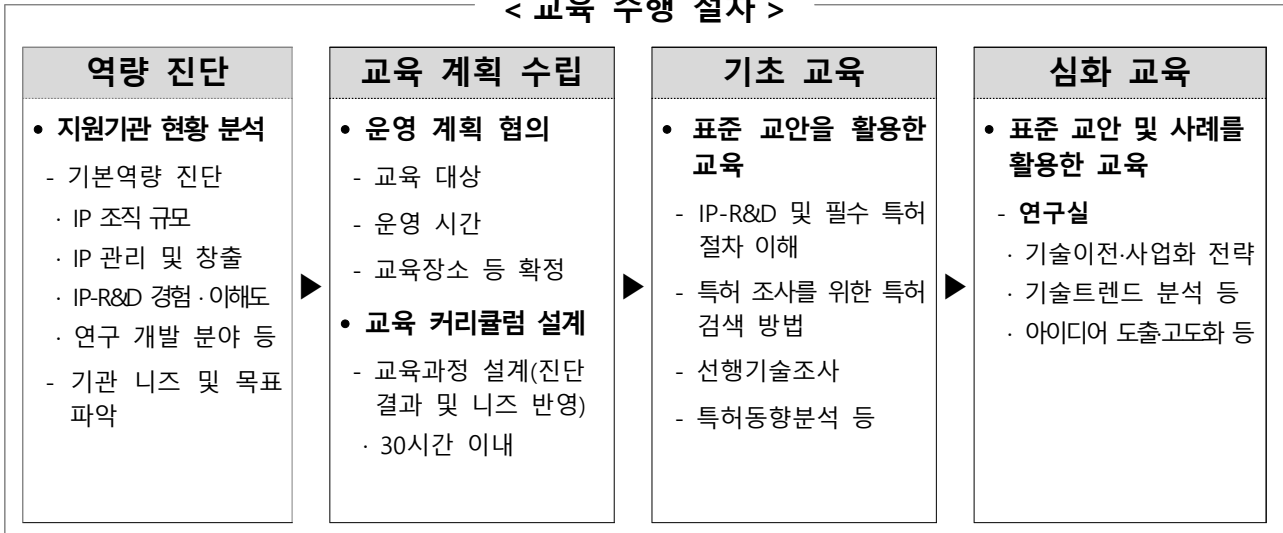 < 교육 수행 절차 >
역량 진단
• 지원기관 현황 분석
- 기본역량 진단
· IP 조직 규모
· IP 관리 및 창출
· IP-R&D 경험·이해도
· 연구 개발 분야 등
- 기관 니즈 및 목표
파악
▶
교육 계획 수립
• 운영 계획 협의
- 교육 대상
- 운영 시간
- 교육장소 등 확정
• 교육 커리큘럼 설계
- 교육과정 설계(진단
결과 및 니즈 반영)
· 30시간 이내
▶
기초 교육
• 표준 교안을 활용한
교육
- IP-R&D 및 필수 특허
절차 이해
- 특허 조사를 위한 특허
검색 방법
- 선행기술조사
- 특허동향분석 등
▶
심화 교육
• 표준 교안 및 사례를
활용한 교육
- 연구실
· 기술이전·사업화 전략
· 기술트렌드 분석 등
· 아이디어 도출·고도화 등